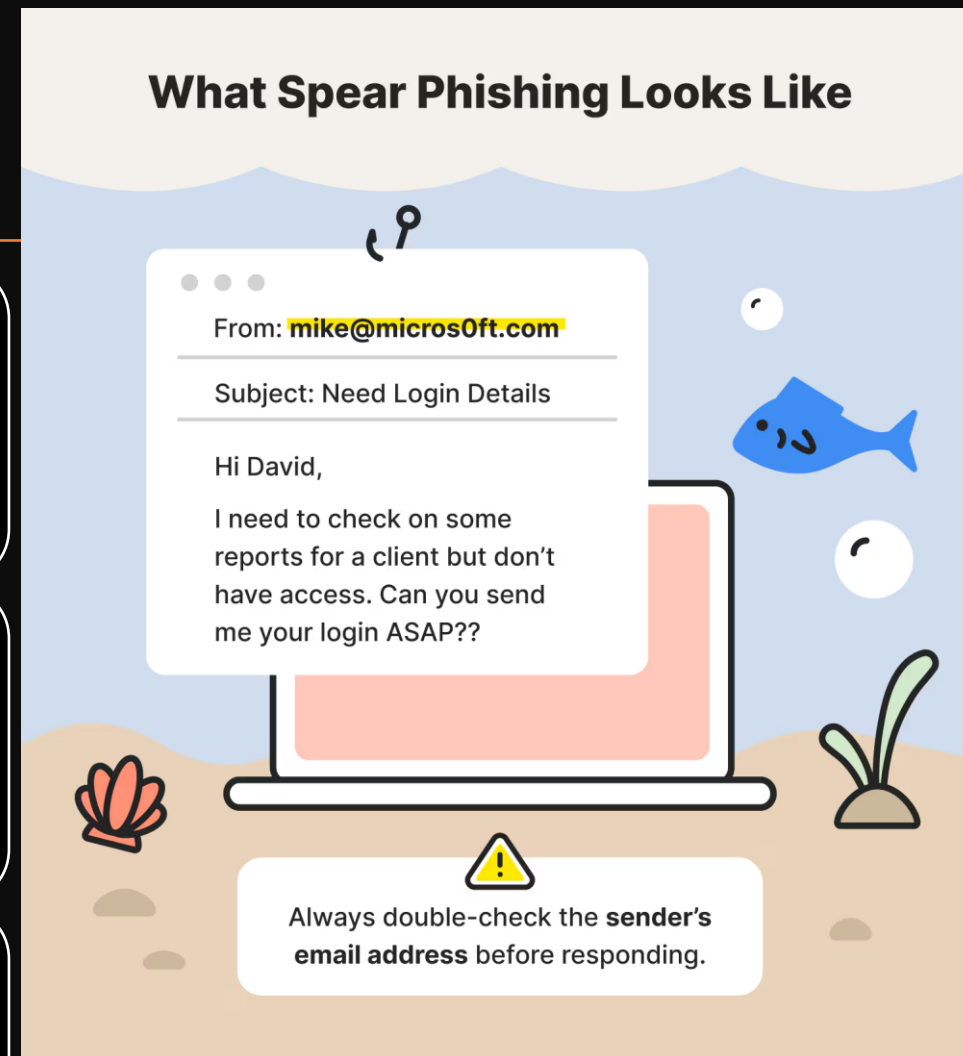 What Spear Phishing Looks Like
From: mike@micros0ft.com
Subject: Need Login Details
Hi David,
I need to check on some
reports for a client but don’t
have access. Can you send
me your login ASAP??
Always double-check the sender’s
email address before responding.